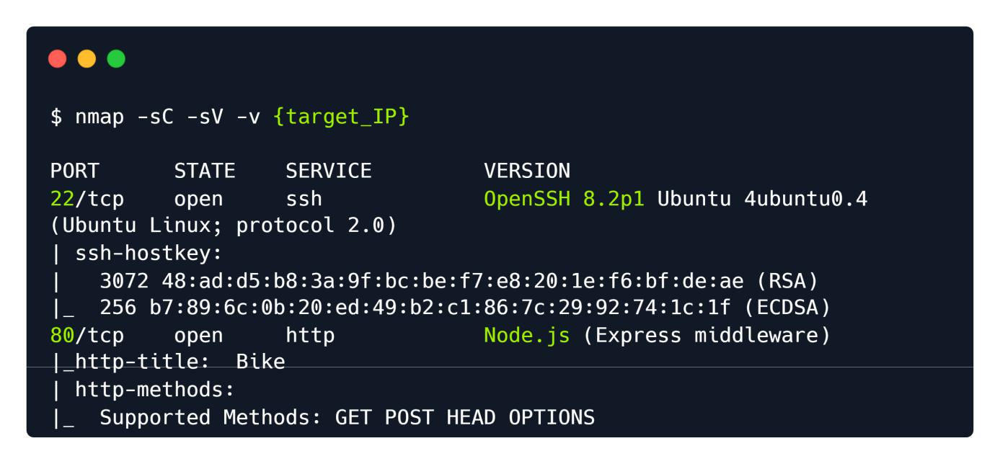 $ nmap -sC -sV -v {target_IP}
PORT STATE SERVICE VERSION
22/tcp open ssh OpenSSH 8.2p1 Ubuntu 4ubuntu0.4
(Ubuntu Linux; protocol 2.0)
| ssh-hostkey:
| 3072 48:ad:d5:b8:3a:9f:bc:be:f7:e8:20:1e:f6:bf:de:ae (RSA)
|_ 256 b7:89:6c:0b:20:ed:49:b2:c1:86:7c:29:92:74:1c:1f (ECDSA)
80/tcp open http Node.js (Express middleware)
|_http-title: Bike
| http-methods:
|_ Supported Methods: GET POST HEAD OPTIONS